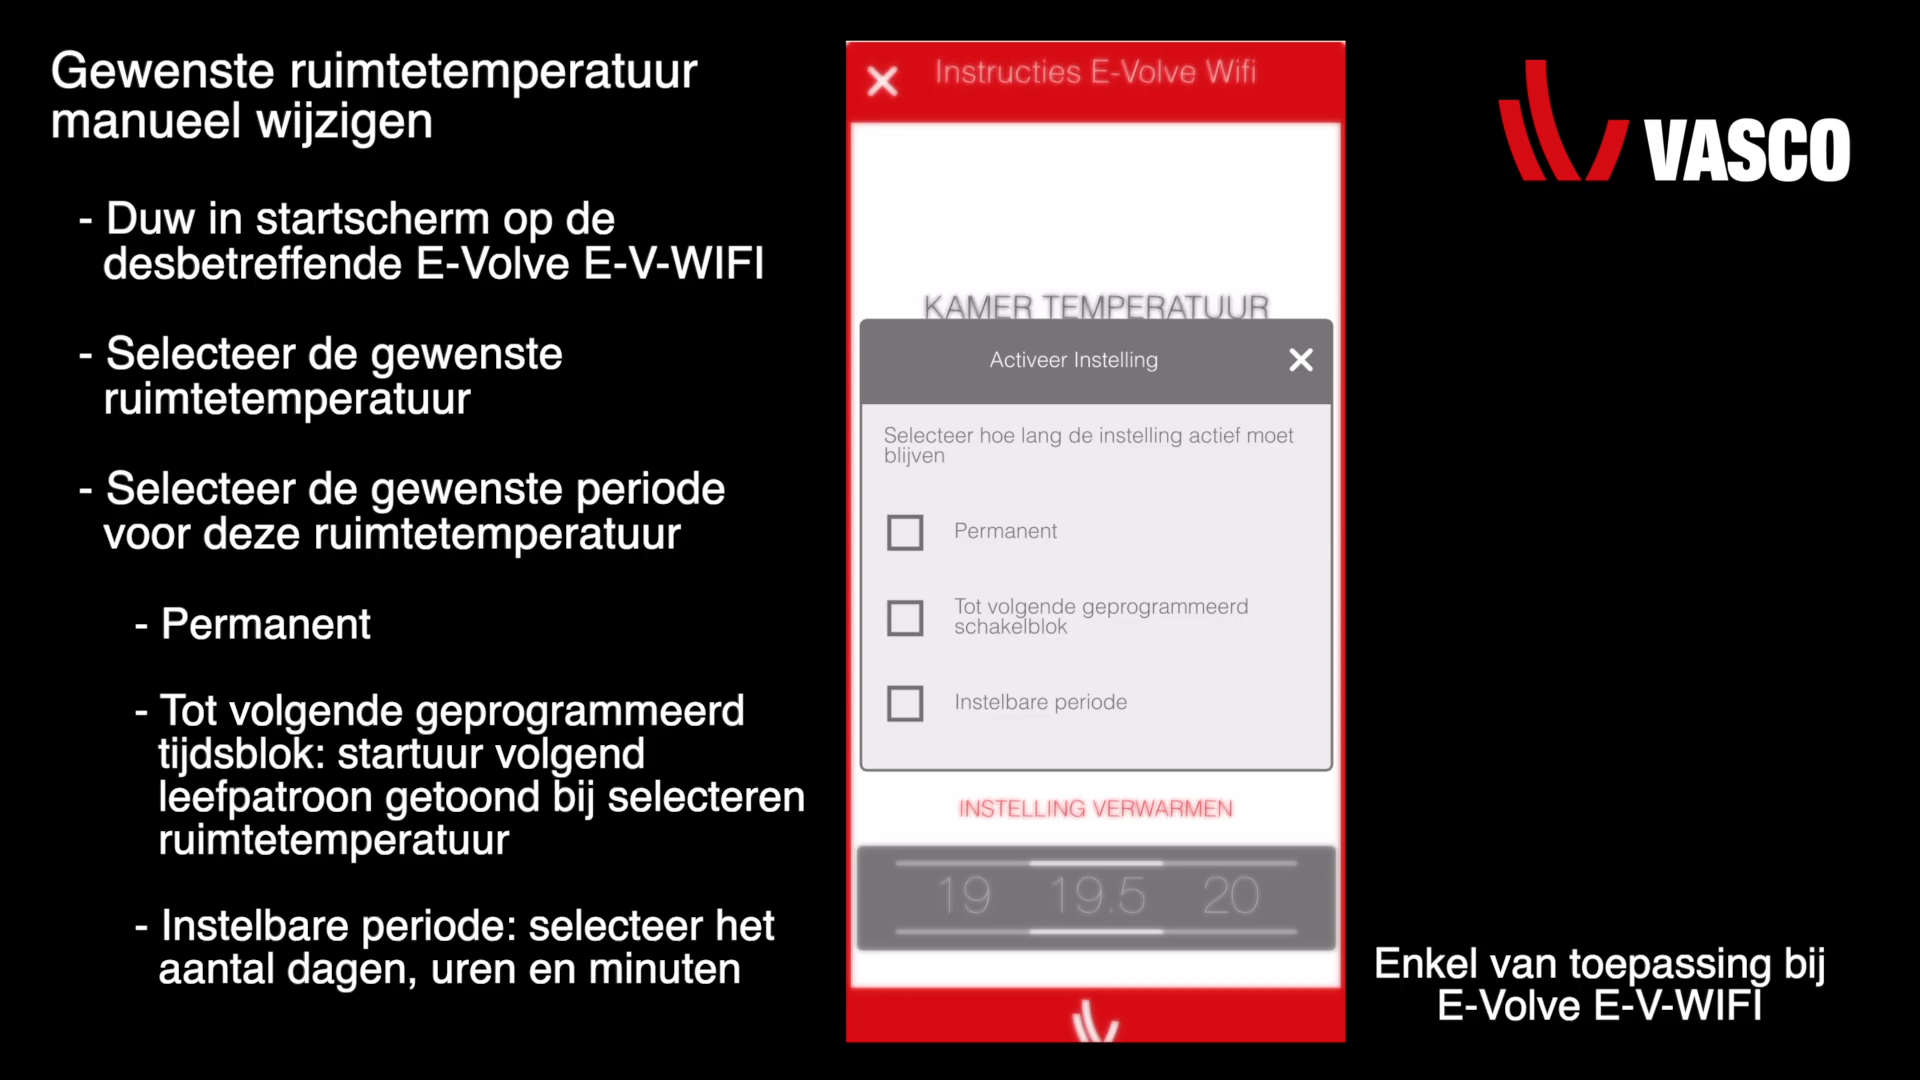 Gewenste ruimtetemperatuur
manueel wijzigen
- Duw in startscherm op de
desbetreffende E-Volve E-V-WIFI
- Selecteer de gewenste
ruimtetemperatuur
- Selecteer de gewenste periode
voor deze ruimtetemperatuur
- Permanent
- Tot volgende geprogrammeerd
tijdsblok: startuur volgend
leefpatroon getoond bij selecteren
ruimtetemperatuur
- Instelbare periode: selecteer het
aantal dagen, uren en minuten
Instructies E-Volve Wifi
KAMER TEMPERATUUR
Activeer Instelling
Selecteer hoe lang de instelling actief moet
blijven
Permanent
Tot volgende geprogrammeerd
schakelblok
Instelbare periode
INSTELLING VERWARMEN
19 19.5 20
VASCO
Enkel van toepassing bij
E-Volve E-V-WIFI